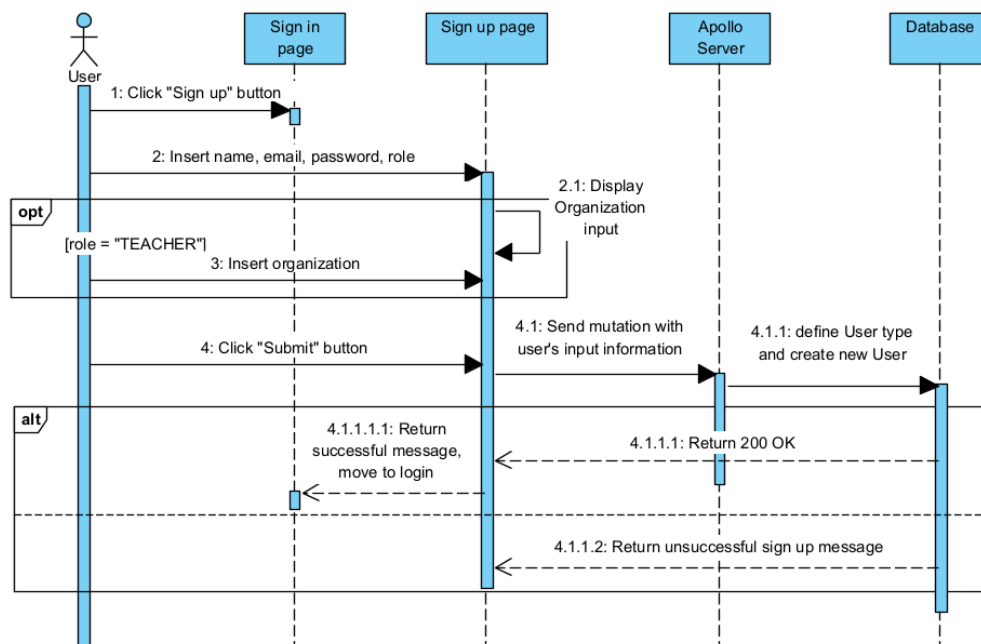 Sign in
page
Sign up page
Apollo
Server
Database
User
1: Click "Sign up" button
2: Insert name, email, password, role
2.1: Display
Organization
input
opt
[role = "TEACHER"]
3: Insert organization
4.1: Send mutation with
user's input information
4.1.1: define User type
and create new User
4: Click "Submit" button
alt
4.1.1.1.1: Return
successful message,
move to login
4.1.1.1: Return 200 OK
4.1.1.2: Return unsuccessful sign up message